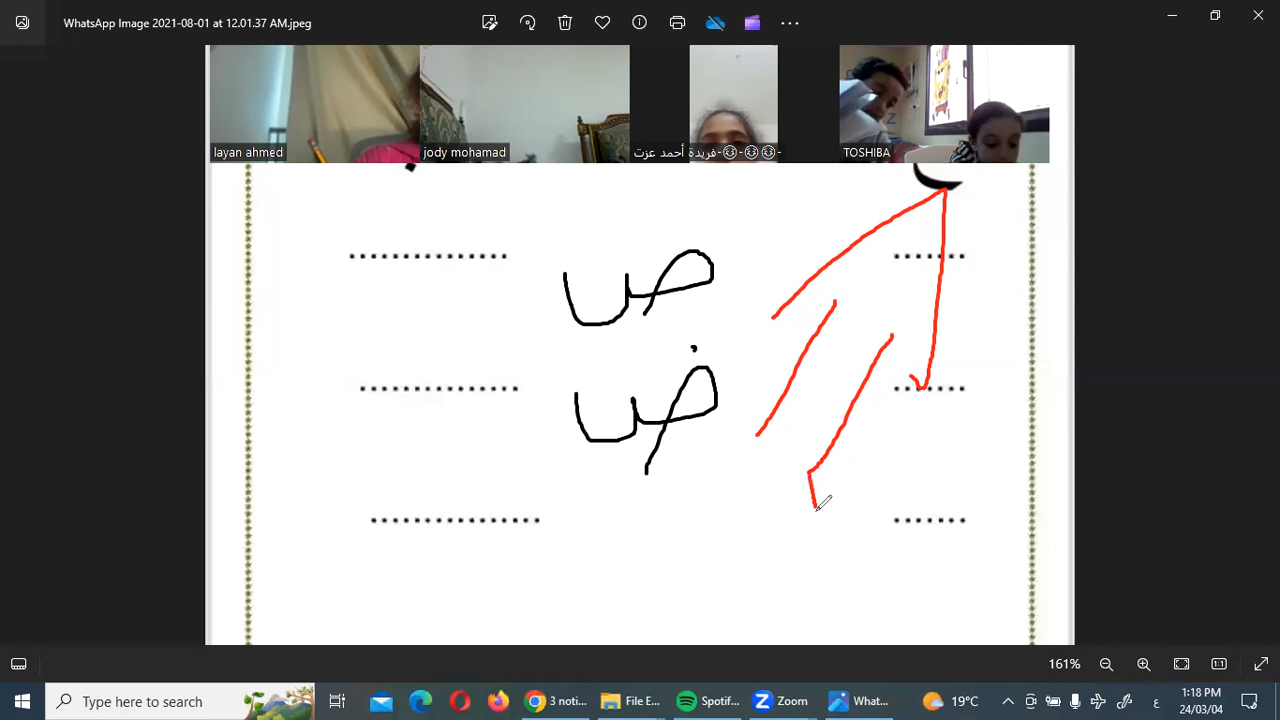 WhatsApp Image 2021-08-01 at 12.01.37 AM.jpeg
layan ahmed
jody mohamad
-فريدة أحمد عزت-😍-😍😍
TOSHIBA
ص
ض
161%
Type here to search
3 noti...
File E...
Spotif...
Zoom
What...
19°C
ع
1:18 PM
24/03/04